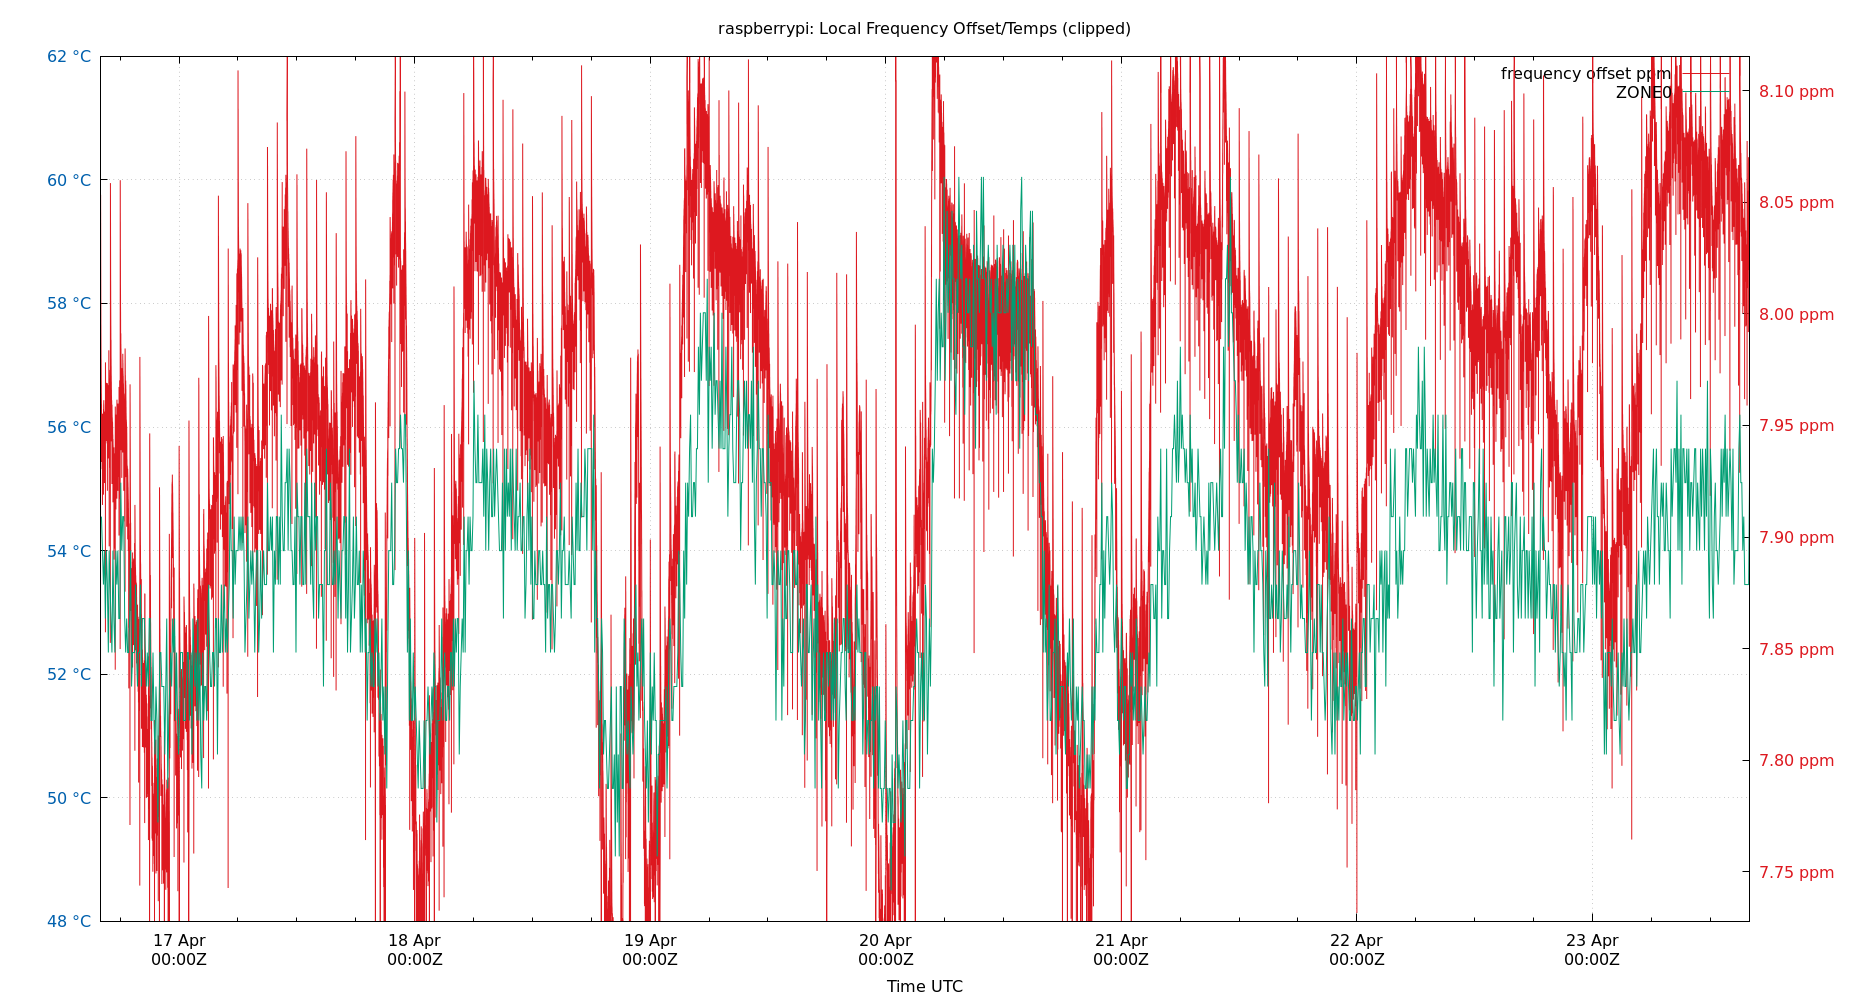 raspberrypi: Local Frequency Offset/Temps (clipped)
62 °C
60 °C
58 °C
56 °C
54 °C
52 °C
50 °C
48 °C
frequency offset ppm
ZONE0
8.10 ppm
8.05 ppm
8.00 ppm
7.95 ppm
7.90 ppm
7.85 ppm
7.80 ppm
7.75 ppm
17 Apr
00:00Z
18 Apr
00:00Z
19 Apr
00:00Z
20 Apr
00:00Z
21 Apr
00:00Z
22 Apr
00:00Z
23 Apr
00:00Z
Time UTC